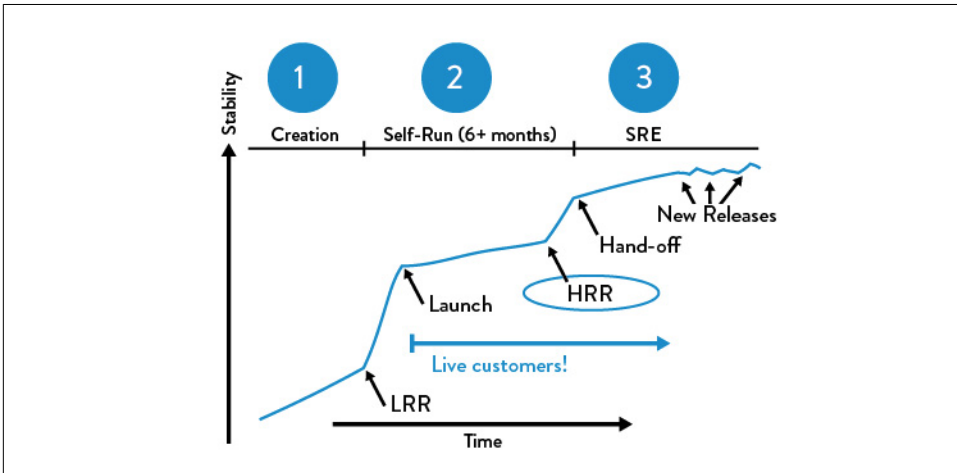 1
2
3
Stability
Creation
Self-Run (6+ months)
SRE
New Releases
Hand-off
HRR
Launch
Live customers!
LRR
Time